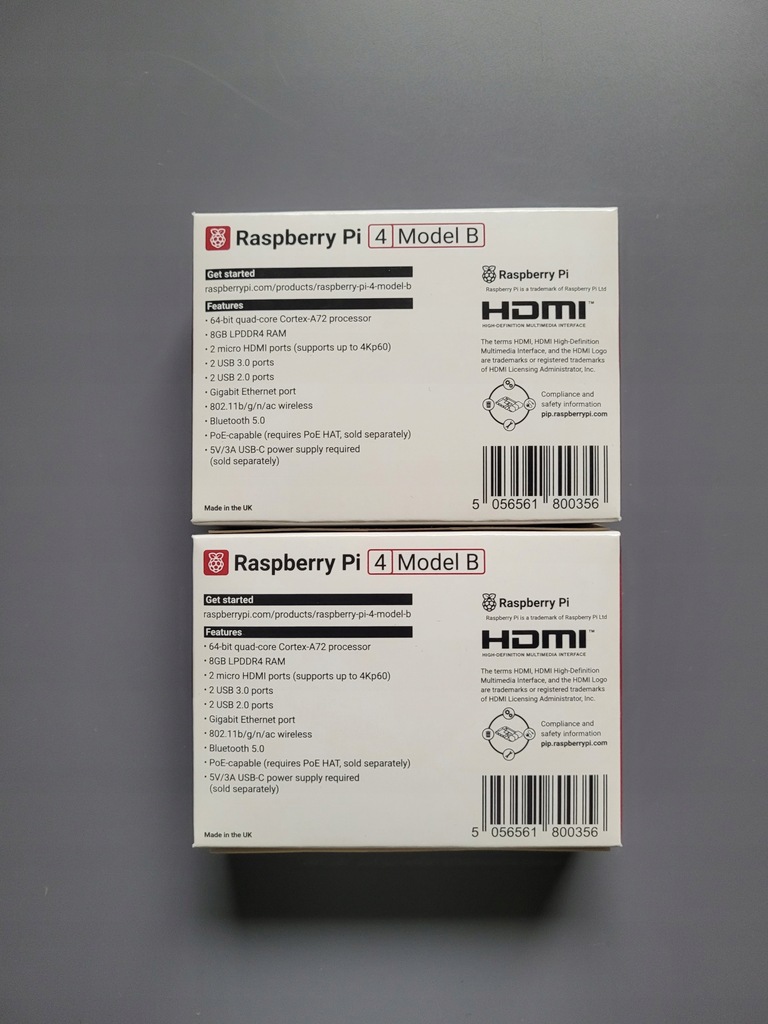 Raspberry Pi 4 Model B
Get started
raspberrypi.com/products/raspberry-pi-4-model-b
Features
• 64-bit quad-core Cortex-A72 processor
• 8GB LPDDR4 RAM
• 2 micro HDMI ports (supports up to 4Kp60)
• 2 USB 3.0 ports
• 2 USB 2.0 ports
• Gigabit Ethernet port
• 802.11b/g/n/ac wireless
• Bluetooth 5.0
• PoE-capable (requires PoE HAT, sold separately)
• 5V/3A USB-C power supply required
(sold separately)
Made in the UK
Raspberry Pi
Raspberry Pi is a trademark of Raspberry Pi Ltd
HDMI™
HIGH-DEFINITION MULTIMEDIA INTERFACE
The terms HDMI, HDMI High-Definition
Multimedia Interface, and the HDMI Logo
are trademarks or registered trademarks
of HDMI Licensing Administrator, Inc.
Compliance and
safety information
pip.raspberrypi.com
5 056561 800356
Raspberry Pi 4 Model B
Get started
raspberrypi.com/products/raspberry-pi-4-model-b
Features
• 64-bit quad-core Cortex-A72 processor
• 8GB LPDDR4 RAM
• 2 micro HDMI ports (supports up to 4Kp60)
• 2 USB 3.0 ports
• 2 USB 2.0 ports
• Gigabit Ethernet port
• 802.11b/g/n/ac wireless
• Bluetooth 5.0
• PoE-capable (requires PoE HAT, sold separately)
• 5V/3A USB-C power supply required
(sold separately)
Made in the UK
Raspberry Pi
Raspberry Pi is a trademark of Raspberry Pi Ltd
HDMI™
HIGH-DEFINITION MULTIMEDIA INTERFACE
The terms HDMI, HDMI High-Definition
Multimedia Interface, and the HDMI Logo
are trademarks or registered trademarks
of HDMI Licensing Administrator, Inc.
Compliance and
safety information
pip.raspberrypi.com
5 056561 800356